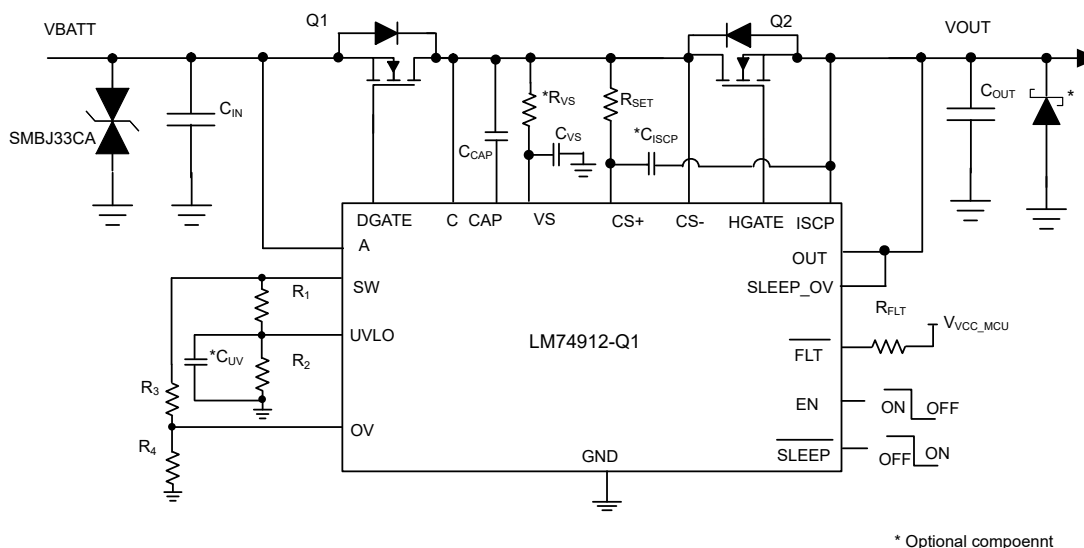 VBATT
Q1
Q2
VOUT
SMBJ33CA
CIN
*RVS
CCAP
CVS
RSET
*CISCP
COUT
*
DGATE
C
CAP
VS
CS+
CS-
HGATE
ISCP
A
OUT
SW
SLEEP_OV
R1
RFLT
VVCC_MCU
UVLO
LM74912-Q1
FLT
*CUV
R2
R3
EN
ON
OFF
OV
R4
GND
SLEEP
OFF
ON
* Optional compoennt